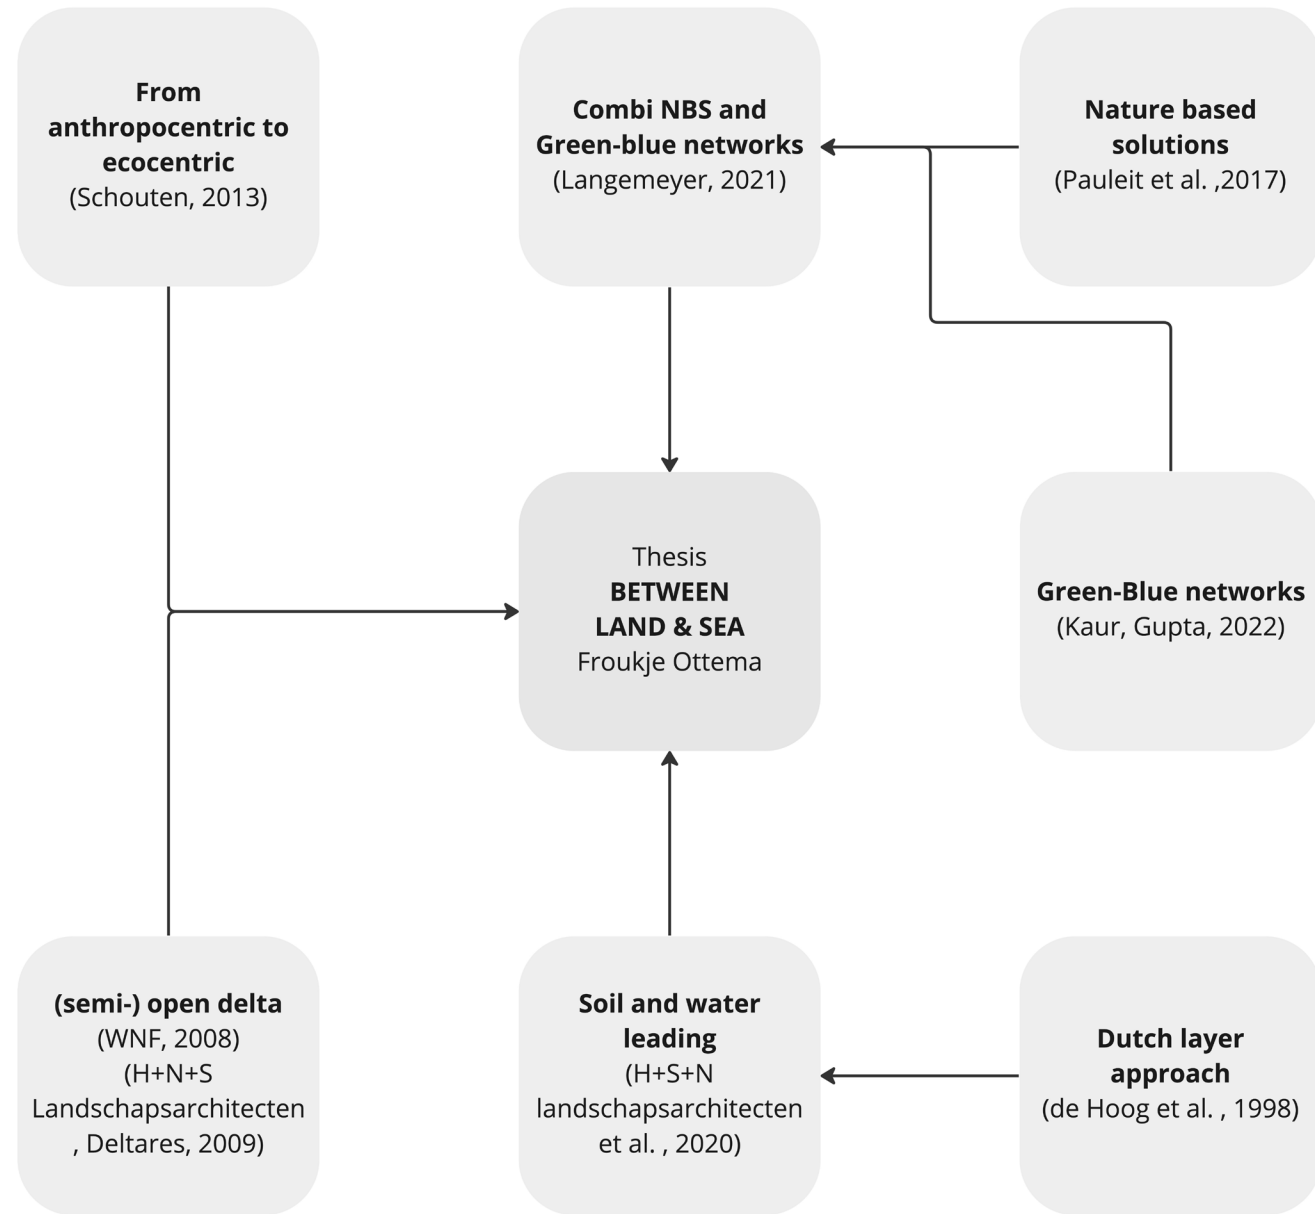 From
anthropocentric to
ecocentric
(Schouten, 2013)
Combi NBS and
Green-blue networks
(Langemeyer, 2021)
Nature based
solutions
(Pauleit et al. ,2017)
Thesis
BETWEEN
LAND & SEA
Froukje Ottema
Green-Blue networks
(Kaur, Gupta, 2022)
(semi-) open delta
(WNF, 2008)
(H+N+S
Landschapsarchitecten
, Deltares, 2009)
Soil and water
leading
(H+S+N
landschapsarchitecten
et al. , 2020)
Dutch layer
approach
(de Hoog et al. , 1998)